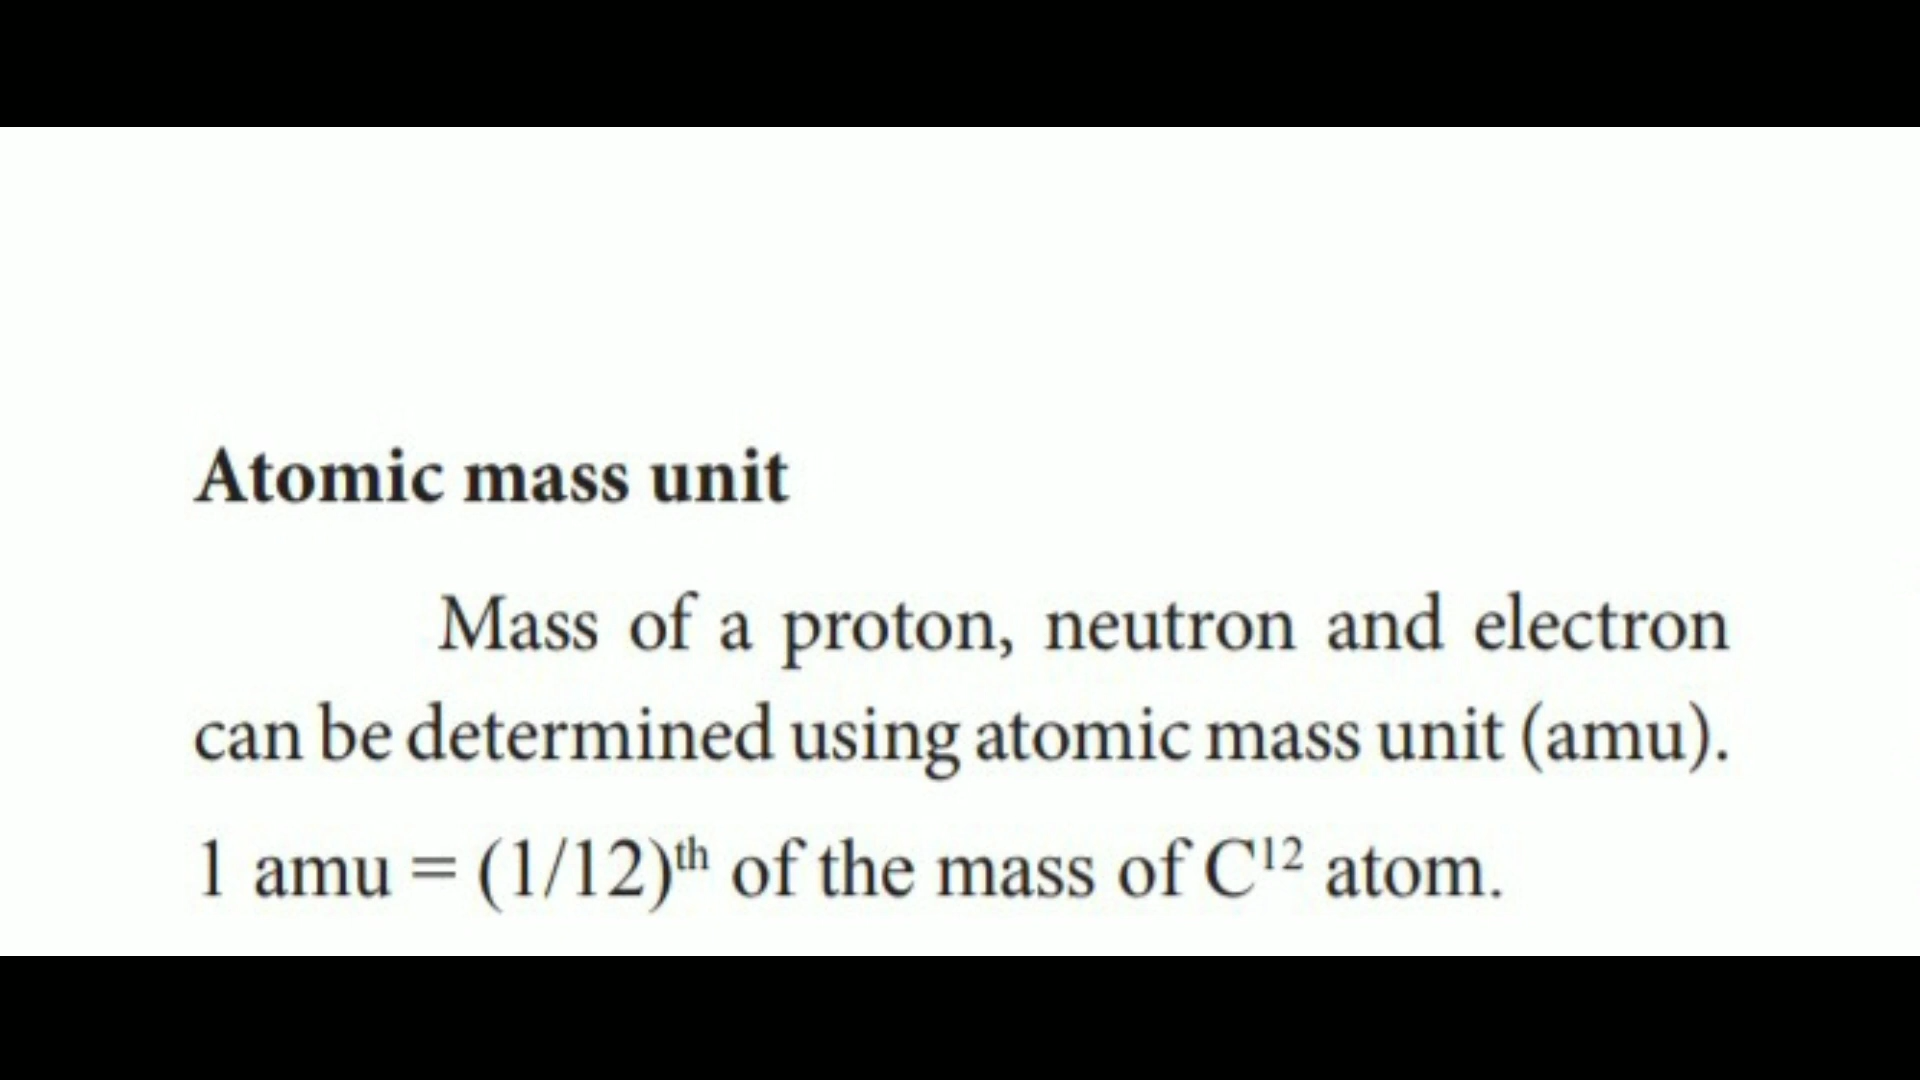 Atomic mass unit
Mass of a proton, neutron and electron
can be determined using atomic mass unit (amu).
1 amu = (1/12)ᵗʰ of the mass of C¹² atom.